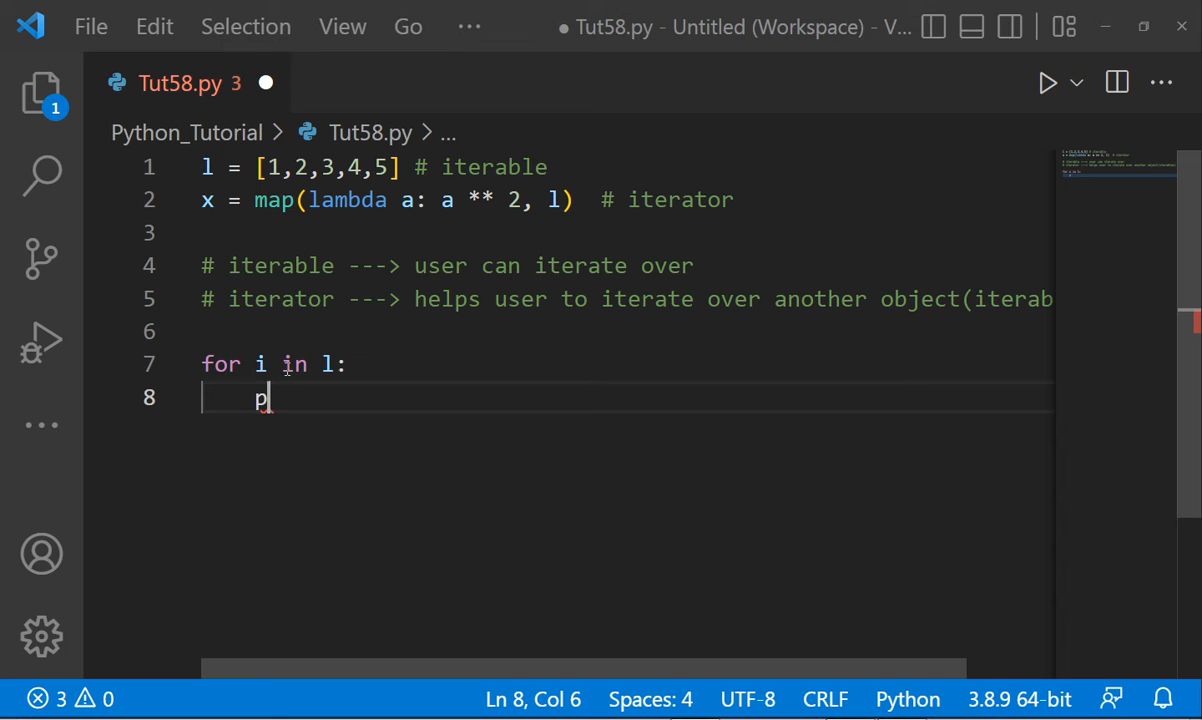 File Edit Selection View Go ··· ● Tut58.py - Untitled (Workspace) - V...
Tut58.py 3 ●
1
Python_Tutorial > Tut58.py > ...
1 l = [1,2,3,4,5] # iterable
2 x = map(lambda a: a ** 2, l)  # iterator
3
4 # iterable ---> user can iterate over
5 # iterator ---> helps user to iterate over another object(iterab
6
7 for i in l:
8     p
3 0 Ln 8, Col 6 Spaces: 4 UTF-8 CRLF Python 3.8.9 64-bit